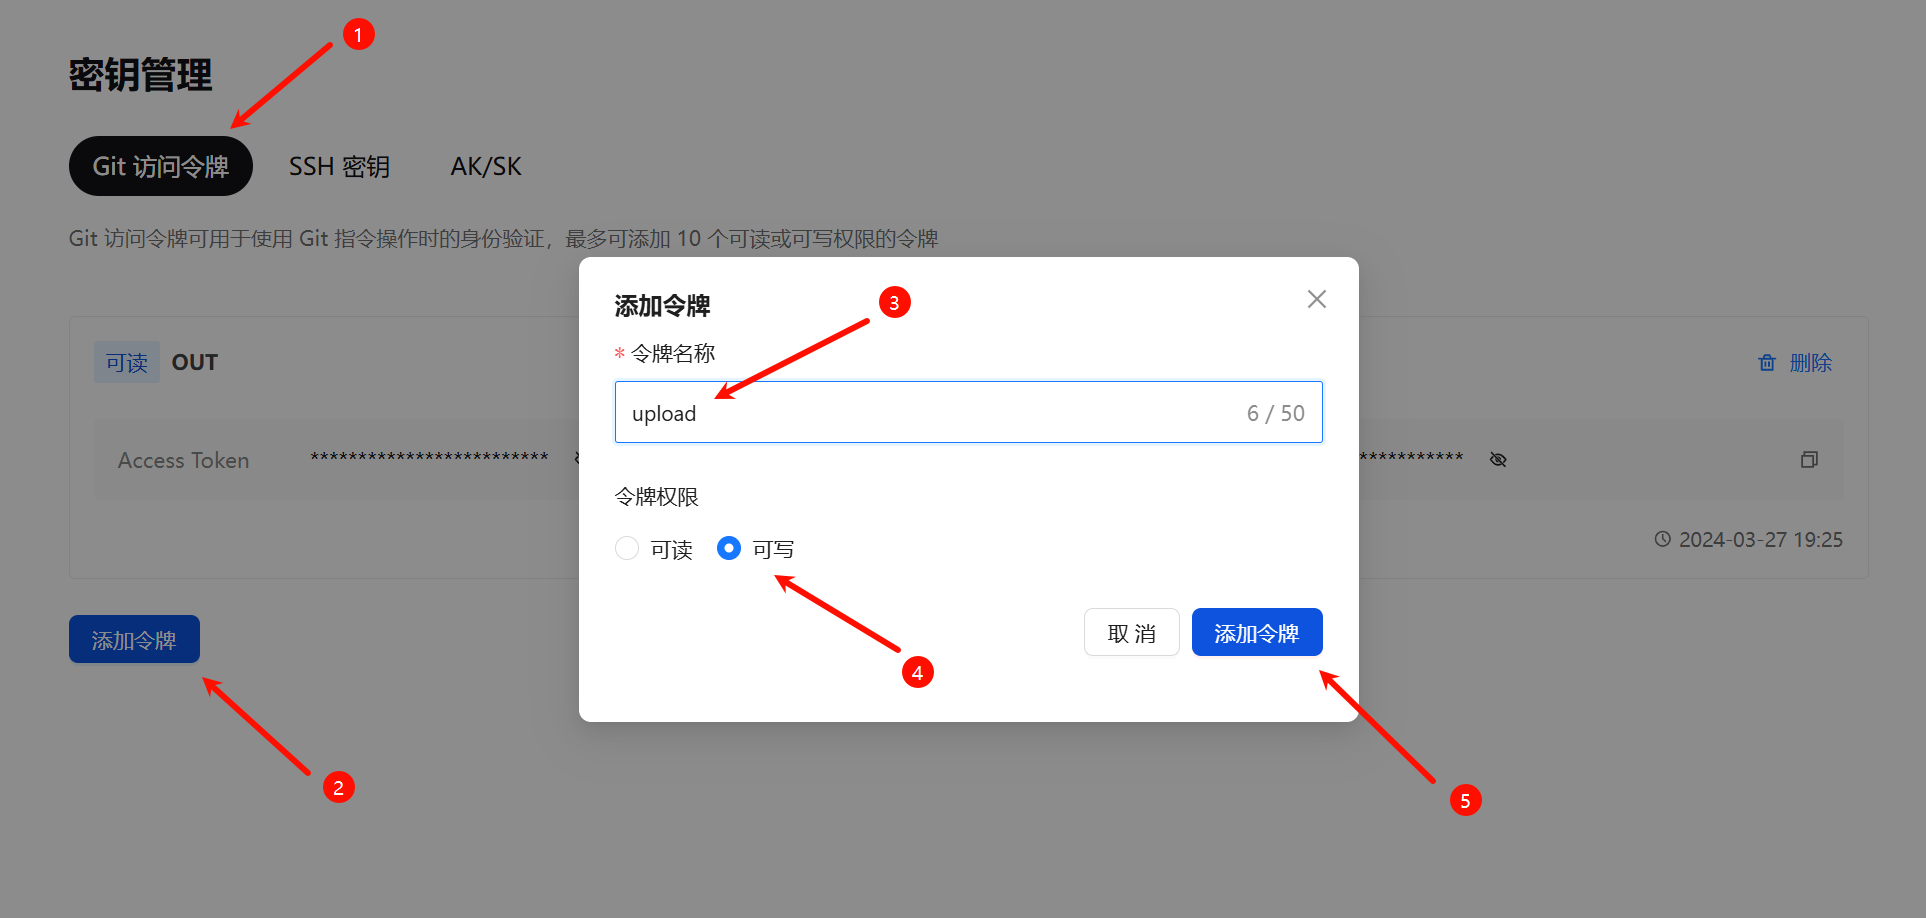 1
密钥管理
Git 访问令牌 SSH 密钥 AK/SK
Git 访问令牌可用于使用 Git 指令操作时的身份验证，最多可添加 10 个可读或可写权限的令牌
添加令牌
3
* 令牌名称
可读 OUT
删除
upload 6 / 50
Access Token ************************* ***********
令牌权限
可读 可写
2024-03-27 19:25
添加令牌
取 消 添加令牌
4
2
5